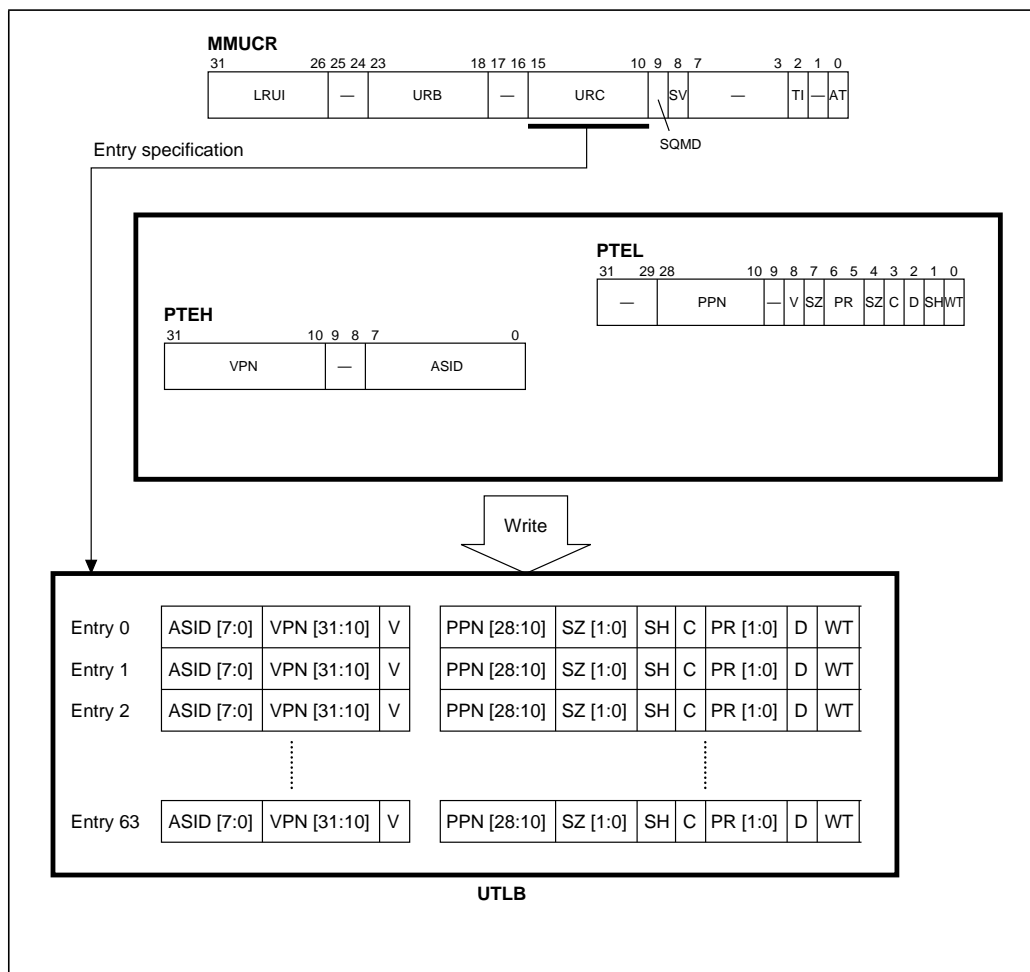 MMUCR
31 26 25 24 23 18 17 16 15 10 9 8 7 3 2 1 0
LRUI — URB — URC SV — TI — AT
SQMD
Entry specification
PTEL
31 29 28 10 9 8 7 6 5 4 3 2 1 0
— PPN — V SZ PR SZ C D SH WT
PTEH
31 10 9 8 7 0
VPN — ASID
Write
Entry 0 ASID [7:0] VPN [31:10] V PPN [28:10] SZ [1:0] SH C PR [1:0] D WT
Entry 1 ASID [7:0] VPN [31:10] V PPN [28:10] SZ [1:0] SH C PR [1:0] D WT
Entry 2 ASID [7:0] VPN [31:10] V PPN [28:10] SZ [1:0] SH C PR [1:0] D WT
Entry 63 ASID [7:0] VPN [31:10] V PPN [28:10] SZ [1:0] SH C PR [1:0] D WT
UTLB